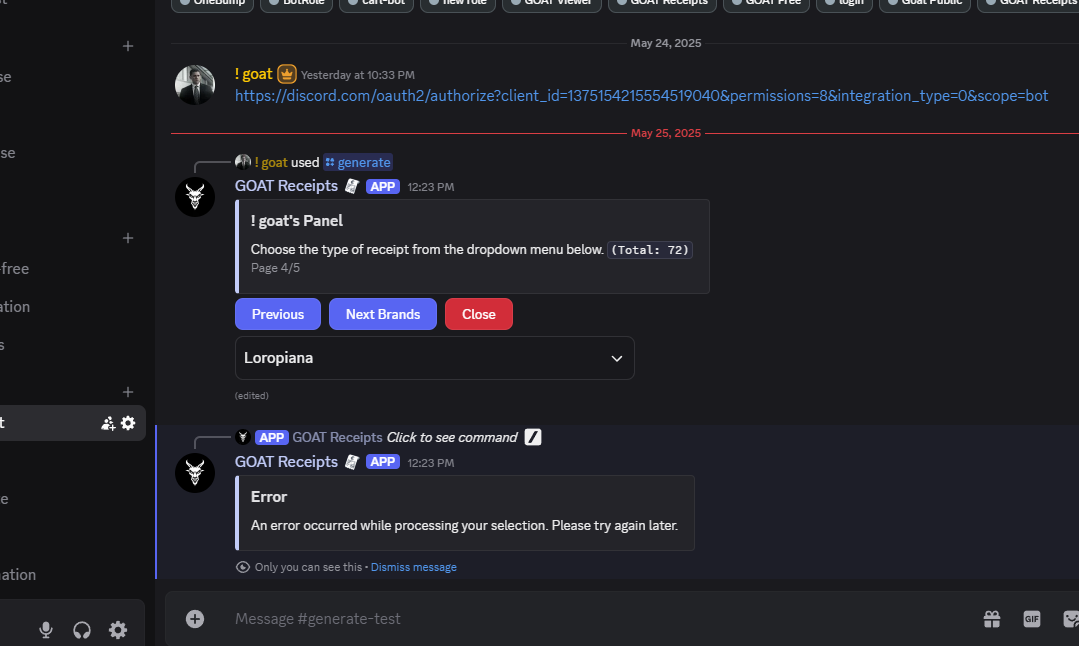 OneBump BotRole cart-bot new role GOAT Viewer GOAT Receipts GOAT Free login Goat Public GOAT Receipts
May 24, 2025
! goat Yesterday at 10:33 PM
https://discord.com/oauth2/authorize?client_id=1375154215554519040&permissions=8&integration_type=0&scope=bot
May 25, 2025
! goat used generate
GOAT Receipts APP 12:23 PM
! goat's Panel
Choose the type of receipt from the dropdown menu below. (Total: 72)
Page 4/5
Previous Next Brands Close
Loropiana
(edited)
APP GOAT Receipts Click to see command
GOAT Receipts APP 12:23 PM
Error
An error occurred while processing your selection. Please try again later.
Only you can see this • Dismiss message
Message #generate-test
GIF
se
se
-free
ation
s
t
e
ation